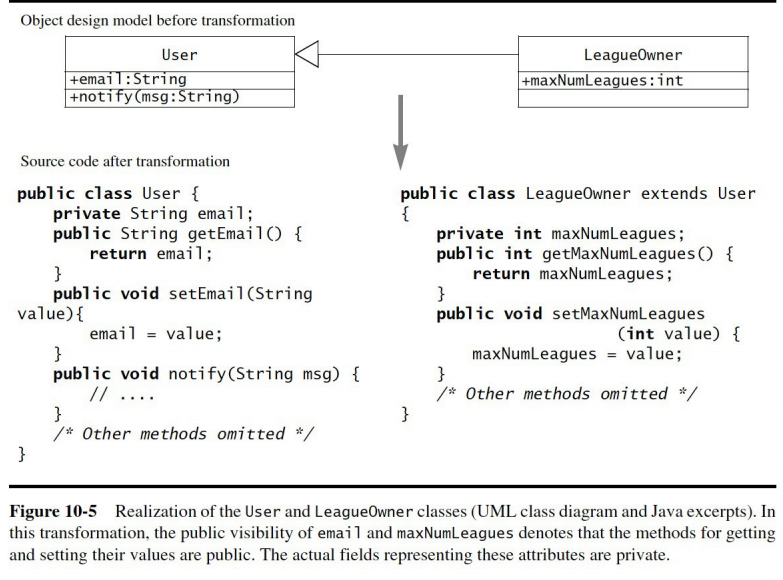 Object design model before transformation
User
+email:String
+notify(msg:String)
LeagueOwner
+maxNumLeagues:int
Source code after transformation
public class User {
private String email;
public String getEmail() {
return email;
}
public void setEmail(String
value){
email = value;
}
public void notify(String msg) {
// ....
}
/* Other methods omitted */
}
public class LeagueOwner extends User
{
private int maxNumLeagues;
public int getMaxNumLeagues() {
return maxNumLeagues;
}
public void setMaxNumLeagues
(int value) {
maxNumLeagues = value;
}
/* Other methods omitted */
}
Figure 10-5 Realization of the User and LeagueOwner classes (UML class diagram and Java excerpts). In
this transformation, the public visibility of email and maxNumLeagues denotes that the methods for getting
and setting their values are public. The actual fields representing these attributes are private.